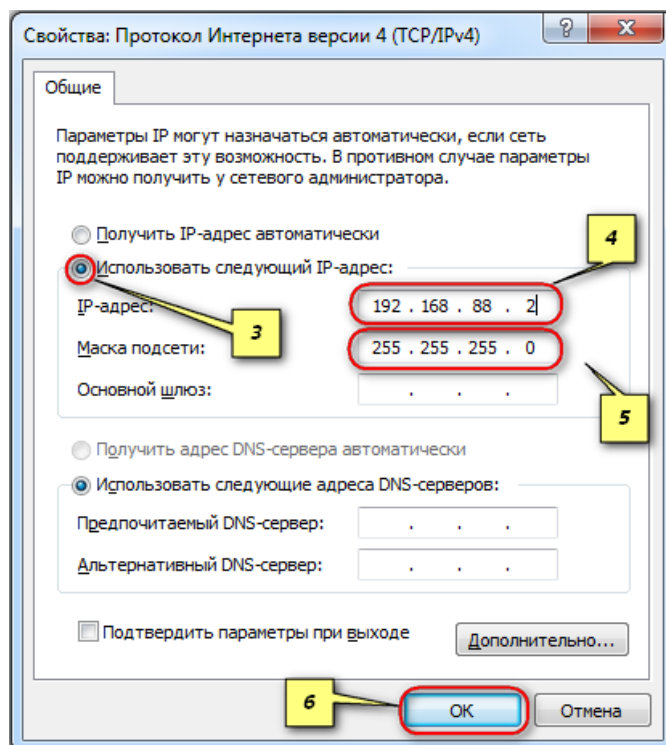 Свойства: Протокол Интернета версии 4 (TCP/IPv4)
Общие
Параметры IP могут назначаться автоматически, если сеть
поддерживает эту возможность. В противном случае параметры
IP можно получить у сетевого администратора.
Получить IP-адрес автоматически
4
Использовать следующий IP-адрес:
IP-адрес: 192 . 168 . 88 . 2
3
Маска подсети: 255 . 255 . 255 . 0
Основной шлюз: . . .
5
Получить адрес DNS-сервера автоматически
Использовать следующие адреса DNS-серверов:
Предпочитаемый DNS-сервер: . . .
Альтернативный DNS-сервер: . . .
Подтвердить параметры при выходе
Дополнительно...
6
ОК Отмена